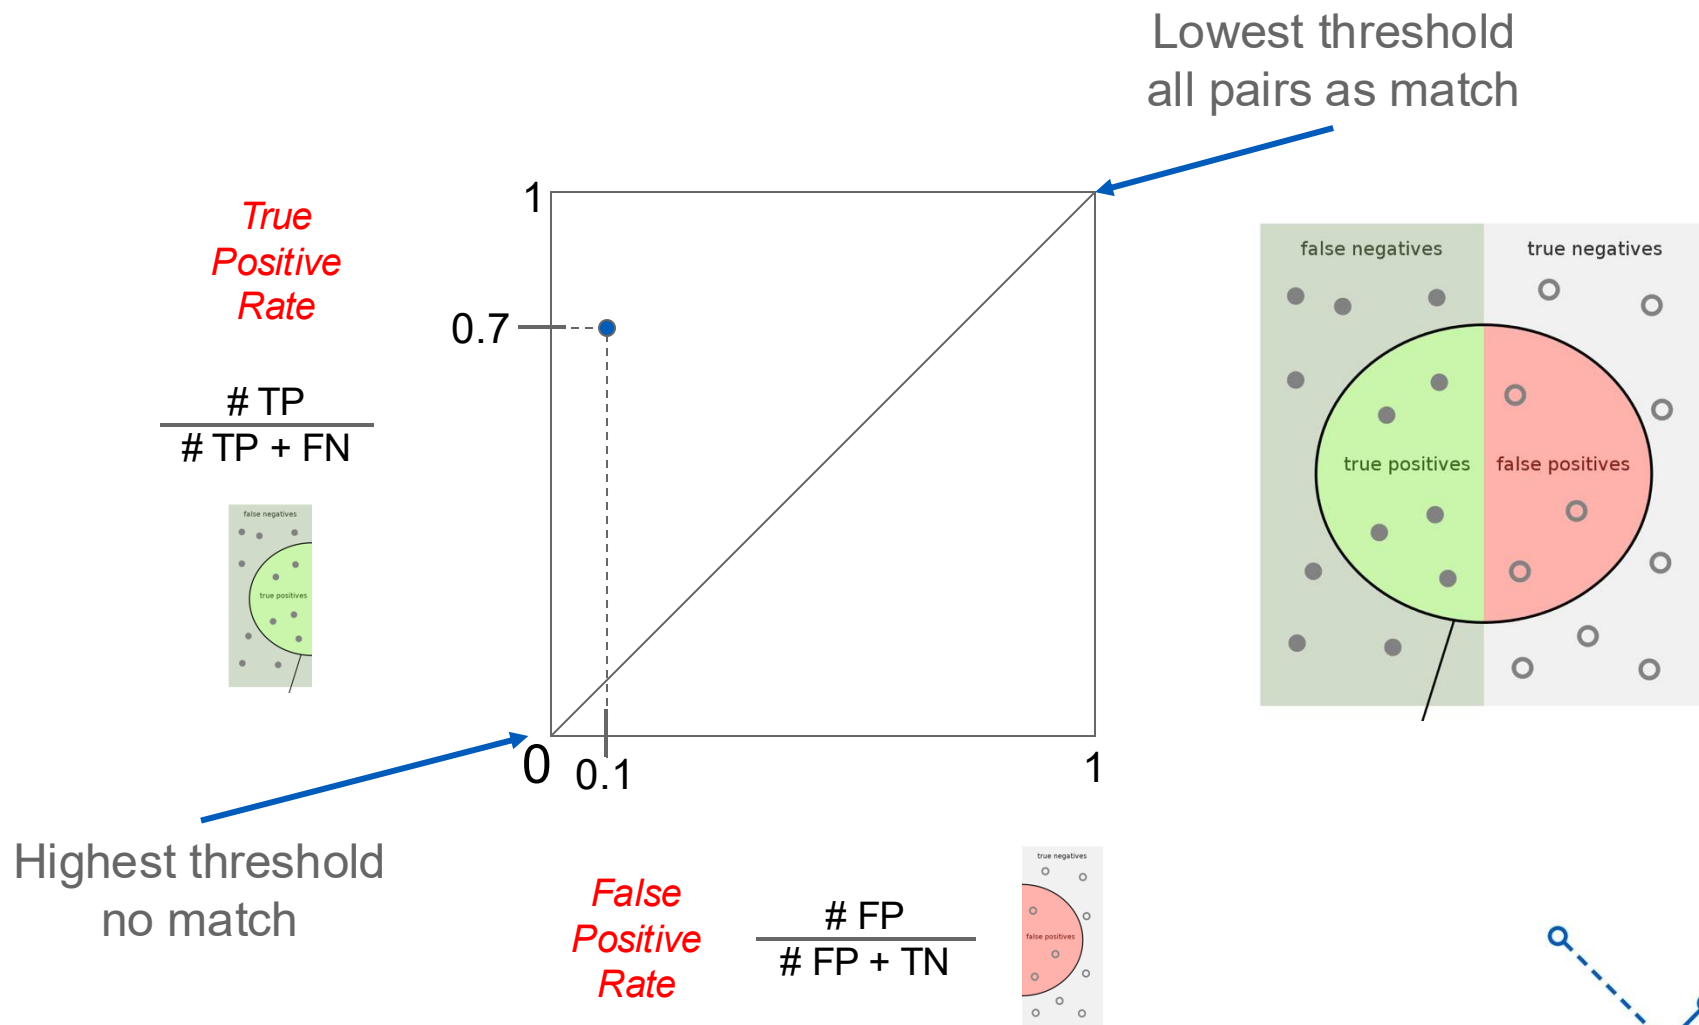 Lowest threshold
all pairs as match
1
True
Positive
Rate
0.7
# TP
# TP + FN
false negatives
true positives
false negatives
true negatives
true positives
false positives
0
0.1
1
Highest threshold
no match
False
Positive
Rate
# FP
# FP + TN
true negatives
false positives